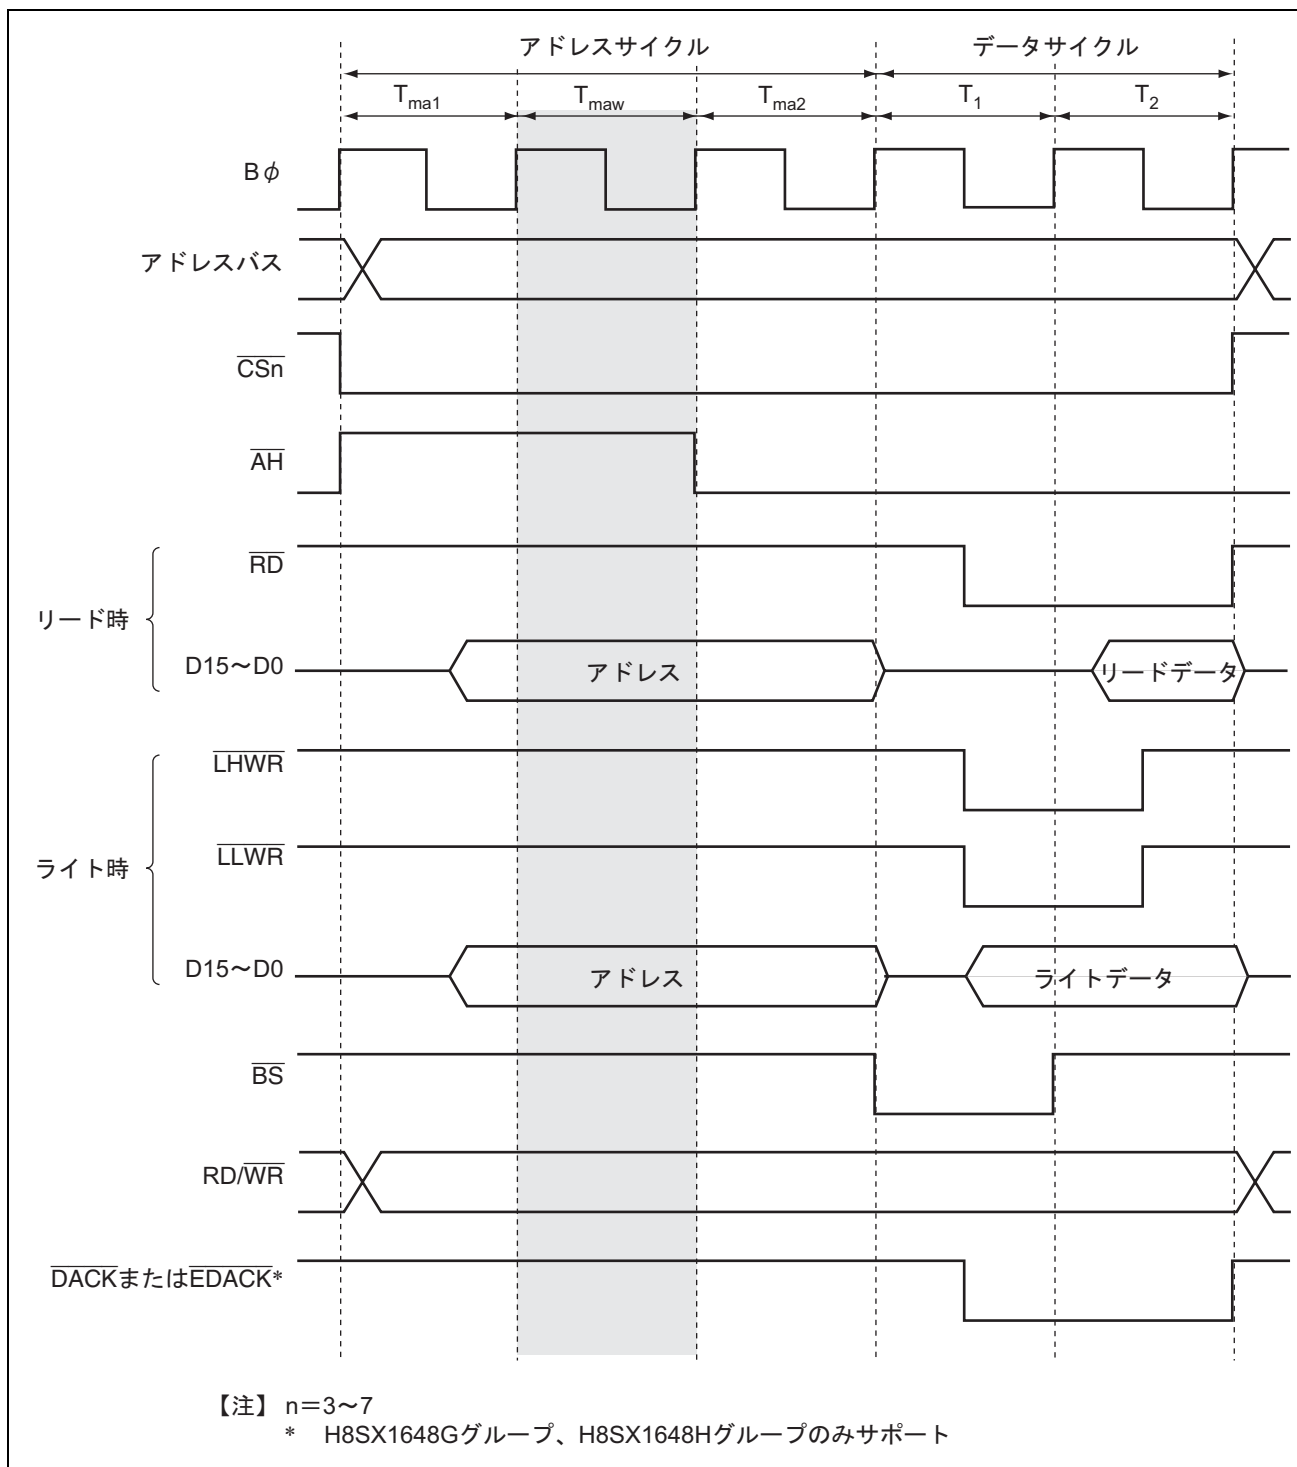 アドレスサイクル データサイクル
Tma1 Tmaw Tma2 T1 T2
Bφ
アドレスバス
CSn
AH
リード時
RD
D15～D0 アドレス リードデータ
ライト時
LHWR
LLWR
D15～D0 アドレス ライトデータ
BS
RD/WR
DACKまたはEDACK*
【注】 n＝3～7
* H8SX1648Gグループ、H8SX1648Hグループのみサポート